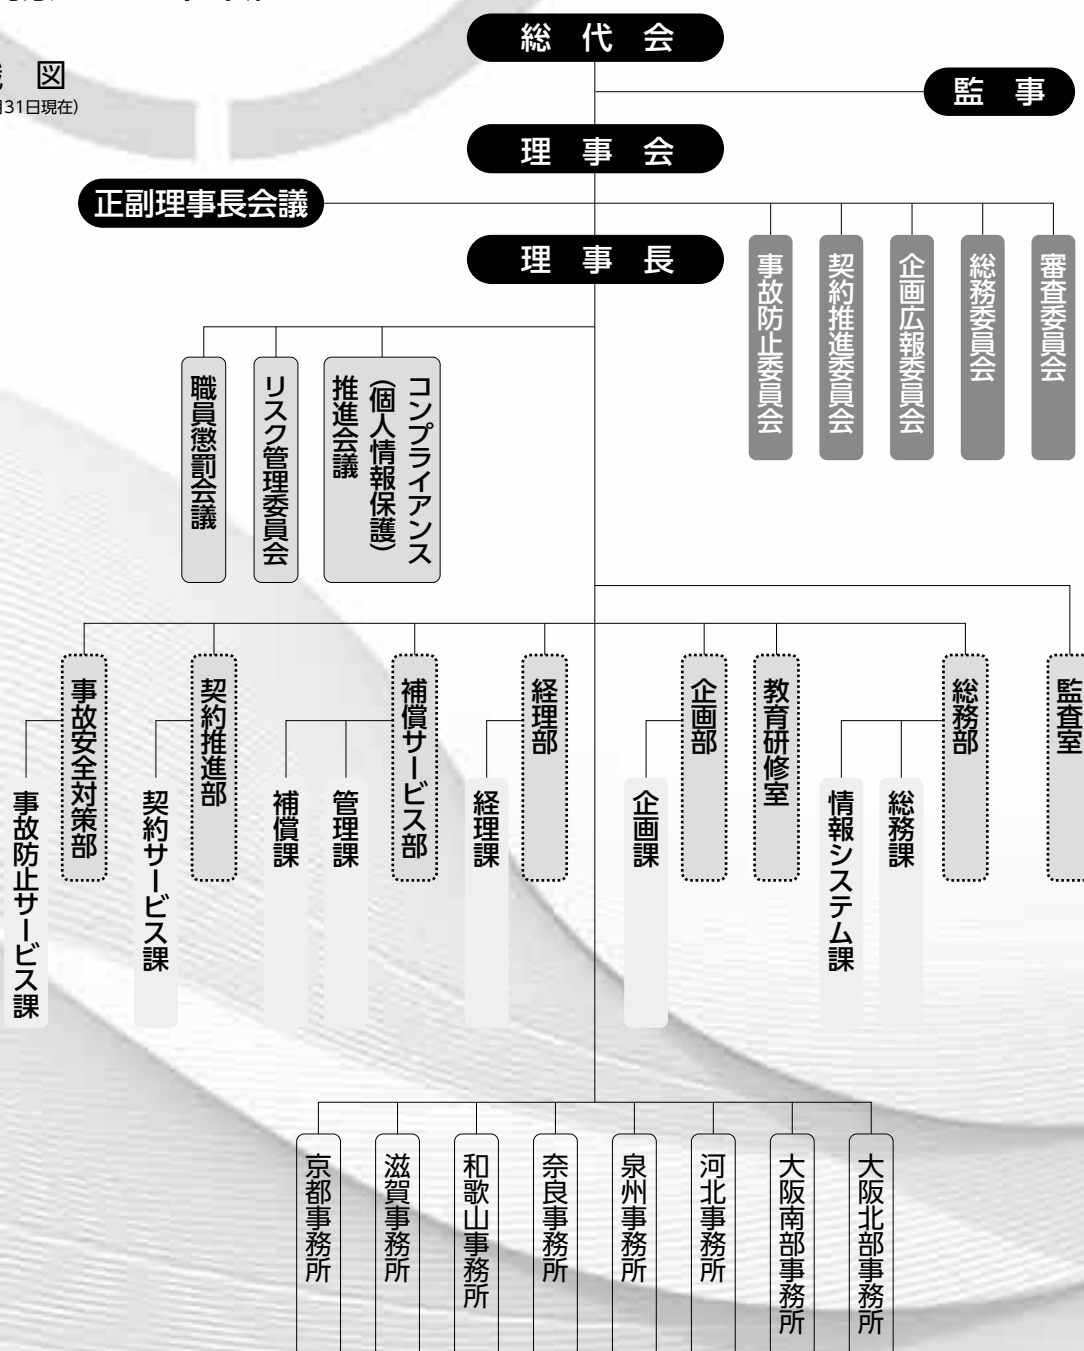 図
31日現在)
総代会
監事
理事会
正副理事長会議
理事長
審査委員会
総務委員会
企画広報委員会
契約推進委員会
事故防止委員会
コンプライアンス
(個人情報保護)
推進会議
リスク管理委員会
職員懲罰会議
監査室
総務部
教育研修室
企画部
経理部
補償サービス部
契約推進部
事故安全対策部
総務課
情報システム課
企画課
経理課
管理課
補償課
契約サービス課
事故防止サービス課
大阪北部事務所
大阪南部事務所
河北事務所
泉州事務所
奈良事務所
和歌山事務所
滋賀事務所
京都事務所